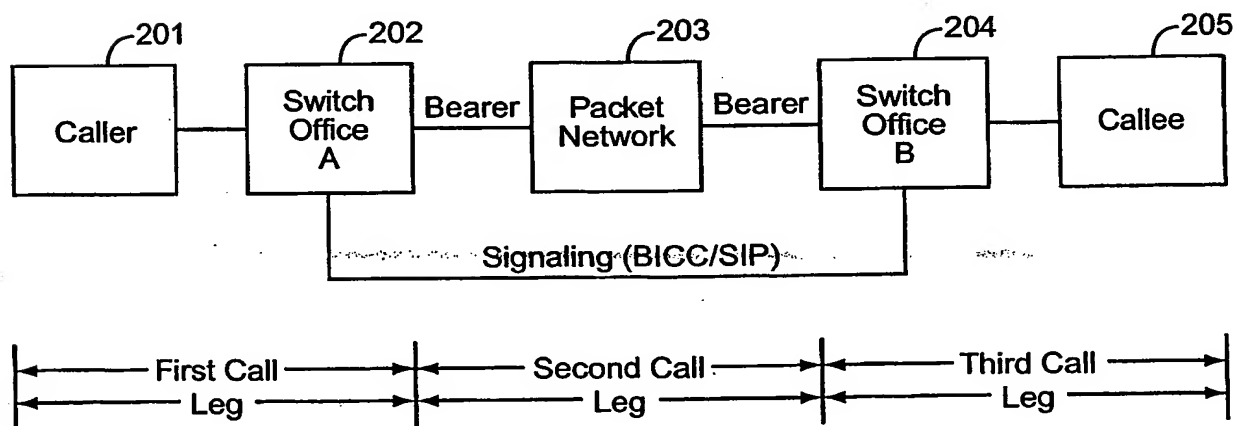 201
202
203
204
205
Caller
Switch
Office
A
Bearer
Packet
Network
Bearer
Switch
Office
B
Callee
Signaling (BICC/SIP)
First Call
Leg
Second Call
Leg
Third Call
Leg